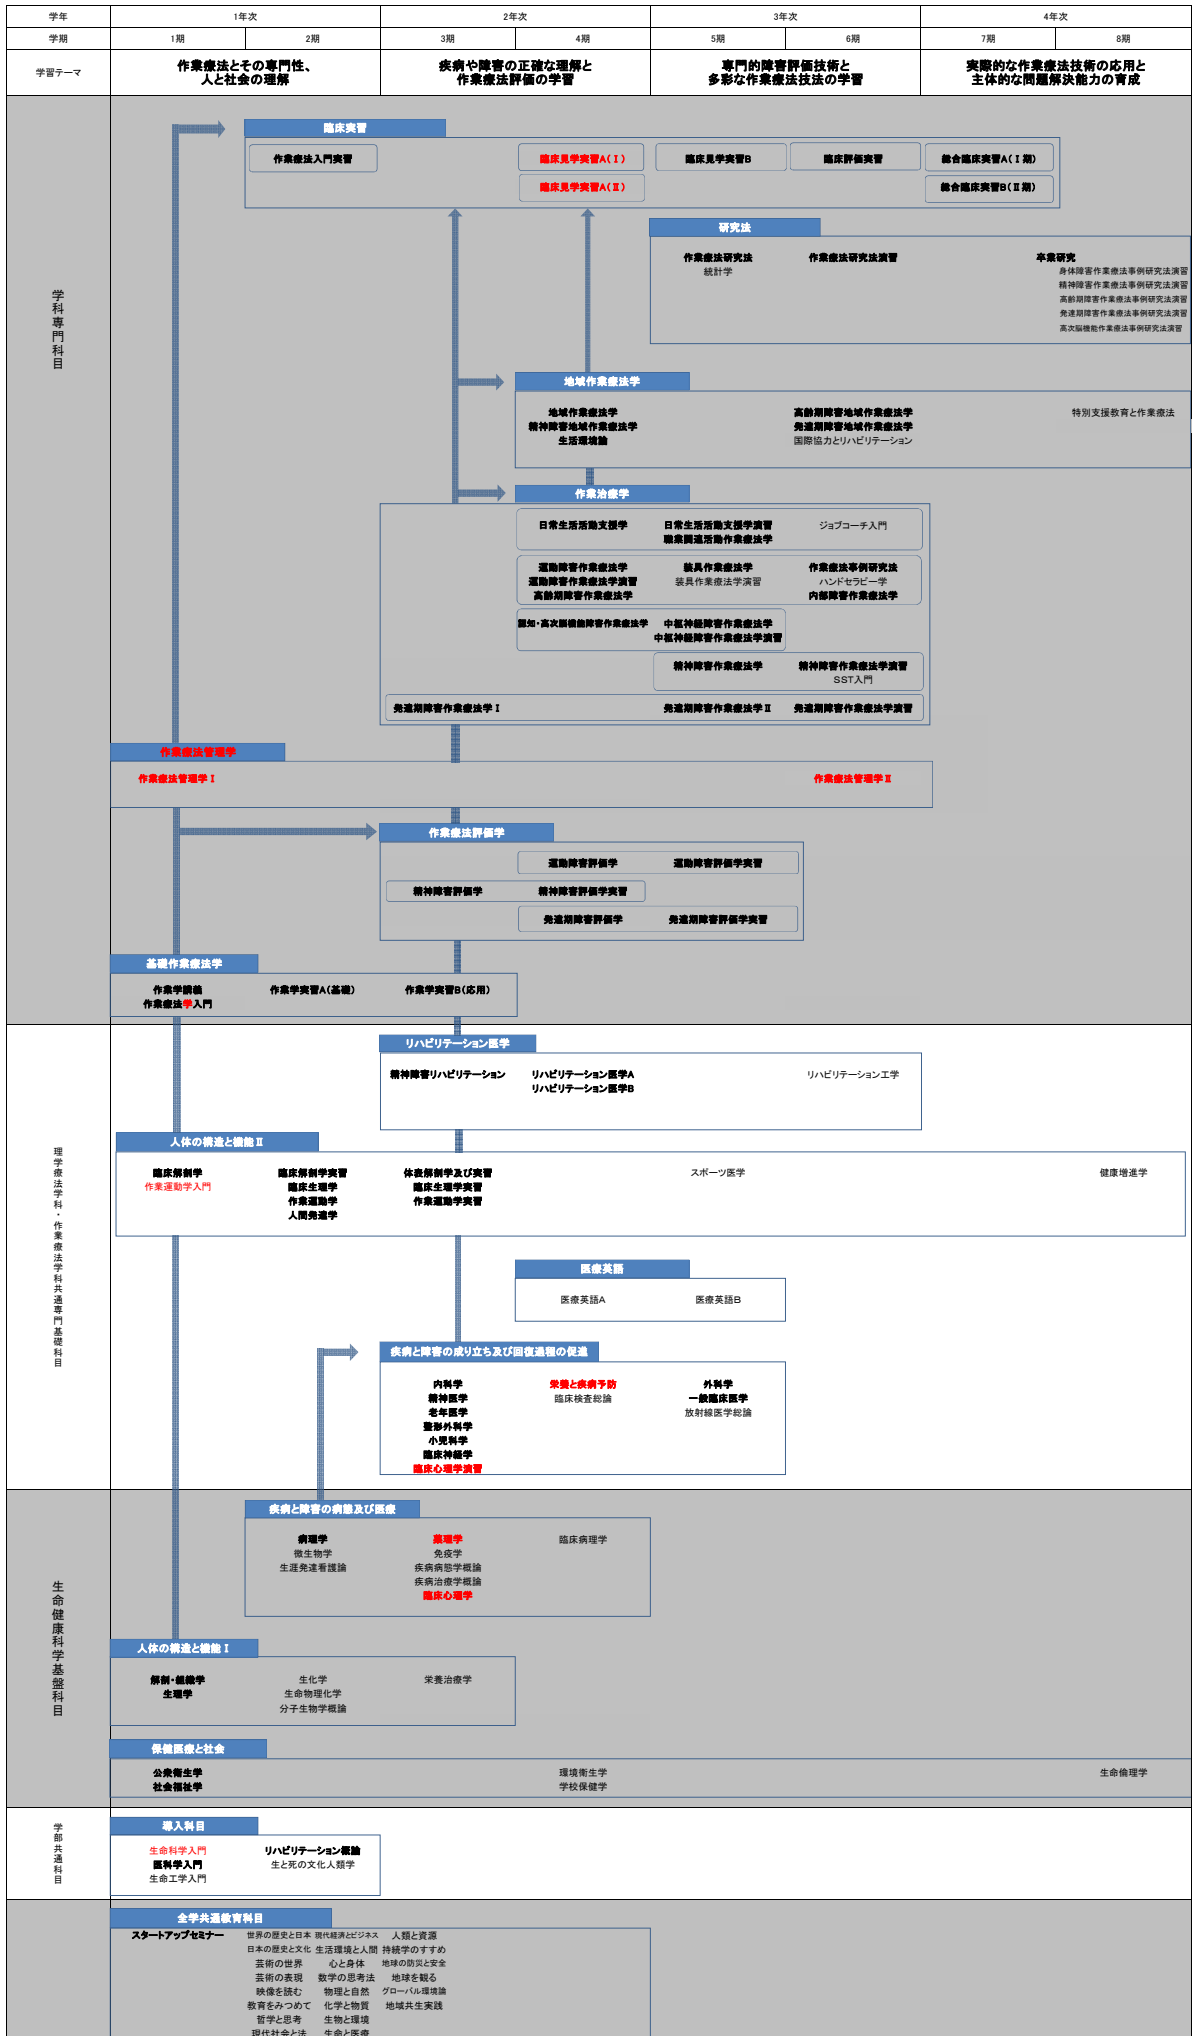 学年 1年次 2年次 3年次 4年次
学期 1期 2期 3期 4期 5期 6期 7期 8期
学習テーマ
作業療法とその専門性、
人と社会の理解
疾病や障害の正確な理解と
作業療法評価の学習
専門的障害評価技術と
多彩な作業療法技法の学習
実際的な作業療法技術の応用と
主体的な問題解決能力の育成
学科専門科目
臨床実習
作業療法入門実習 臨床見学実習A(Ⅰ) 臨床見学実習B 臨床評価実習 総合臨床実習A(Ⅰ期)
臨床見学実習A(Ⅱ) 総合臨床実習B(Ⅱ期)
研究法
作業療法研究法 作業療法研究法演習 卒業研究
統計学 身体障害作業療法事例研究法演習
精神障害作業療法事例研究法演習
高齢期障害作業療法事例研究法演習
発達期障害作業療法事例研究法演習
高次脳機能作業療法事例研究法演習
地域作業療法学
地域作業療法学 高齢期障害地域作業療法学 特別支援教育と作業療法
精神障害地域作業療法学 発達期障害地域作業療法学
生活環境論 国際協力とリハビリテーション
作業治療学
日常生活活動支援学 日常生活活動支援学演習 ジョブコーチ入門
職業関連活動作業療法学
運動障害作業療法学 装具作業療法学 作業療法事例研究法
運動障害作業療法学演習 装具作業療法学演習 ハンドセラピー学
高齢期障害作業療法学 内部障害作業療法学
認知・高次脳機能障害作業療法学 中枢神経障害作業療法学
中枢神経障害作業療法学演習
精神障害作業療法学 精神障害作業療法学演習
SST入門
発達期障害作業療法学Ⅰ 発達期障害作業療法学Ⅱ 発達期障害作業療法学演習
作業療法管理学
作業療法管理学Ⅰ 作業療法管理学Ⅱ
作業療法評価学
運動障害評価学 運動障害評価学実習
精神障害評価学 精神障害評価学実習
発達期障害評価学 発達期障害評価学実習
基礎作業療法学
作業学講義 作業学実習A(基礎) 作業学実習B(応用)
作業療法学入門
理学療法学科・作業療法学科共通専門基礎科目
リハビリテーション医学
精神障害リハビリテーション リハビリテーション医学A リハビリテーション工学
リハビリテーション医学B
人体の構造と機能Ⅱ
臨床解剖学 臨床解剖学実習 体表解剖学及び実習 スポーツ医学 健康増進学
作業運動学入門 臨床生理学 臨床生理学実習
作業運動学 作業運動学実習
人間発達学
医療英語
医療英語A 医療英語B
疾病と障害の成り立ち及び回復過程の促進
内科学 栄養と疾病予防 外科学
精神医学 臨床検査総論 一般臨床医学
老年医学 放射線医学総論
整形外科学
小児科学
臨床神経学
臨床心理学演習
生命健康科学基盤科目
疾病と障害の病態及び医療
病理学 薬理学 臨床病理学
微生物学 免疫学
生涯発達看護論 疾病病態学概論
疾病治療学概論
臨床心理学
人体の構造と機能Ⅰ
解剖・組織学 生化学 栄養治療学
生理学 生命物理化学
分子生物学概論
保健医療と社会
公衆衛生学 環境衛生学 生命倫理学
社会福祉学 学校保健学
学部共通科目
導入科目
生命科学入門 リハビリテーション概論
医科学入門 生と死の文化人類学
生命工学入門
全学共通教育科目
スタートアップセミナー 世界の歴史と日本 現代経済とビジネス 人類と資源
日本の歴史と文化 生活環境と人間 持続学のすすめ
芸術の世界 心と身体 地球の防災と安全
芸術の表現 数学の思考法 地球を観る
映像を読む 物理と自然 グローバル環境論
教育をみつめて 化学と物質 地域共生実践
哲学と思考 生物と環境
現代社会と法 生命と医療